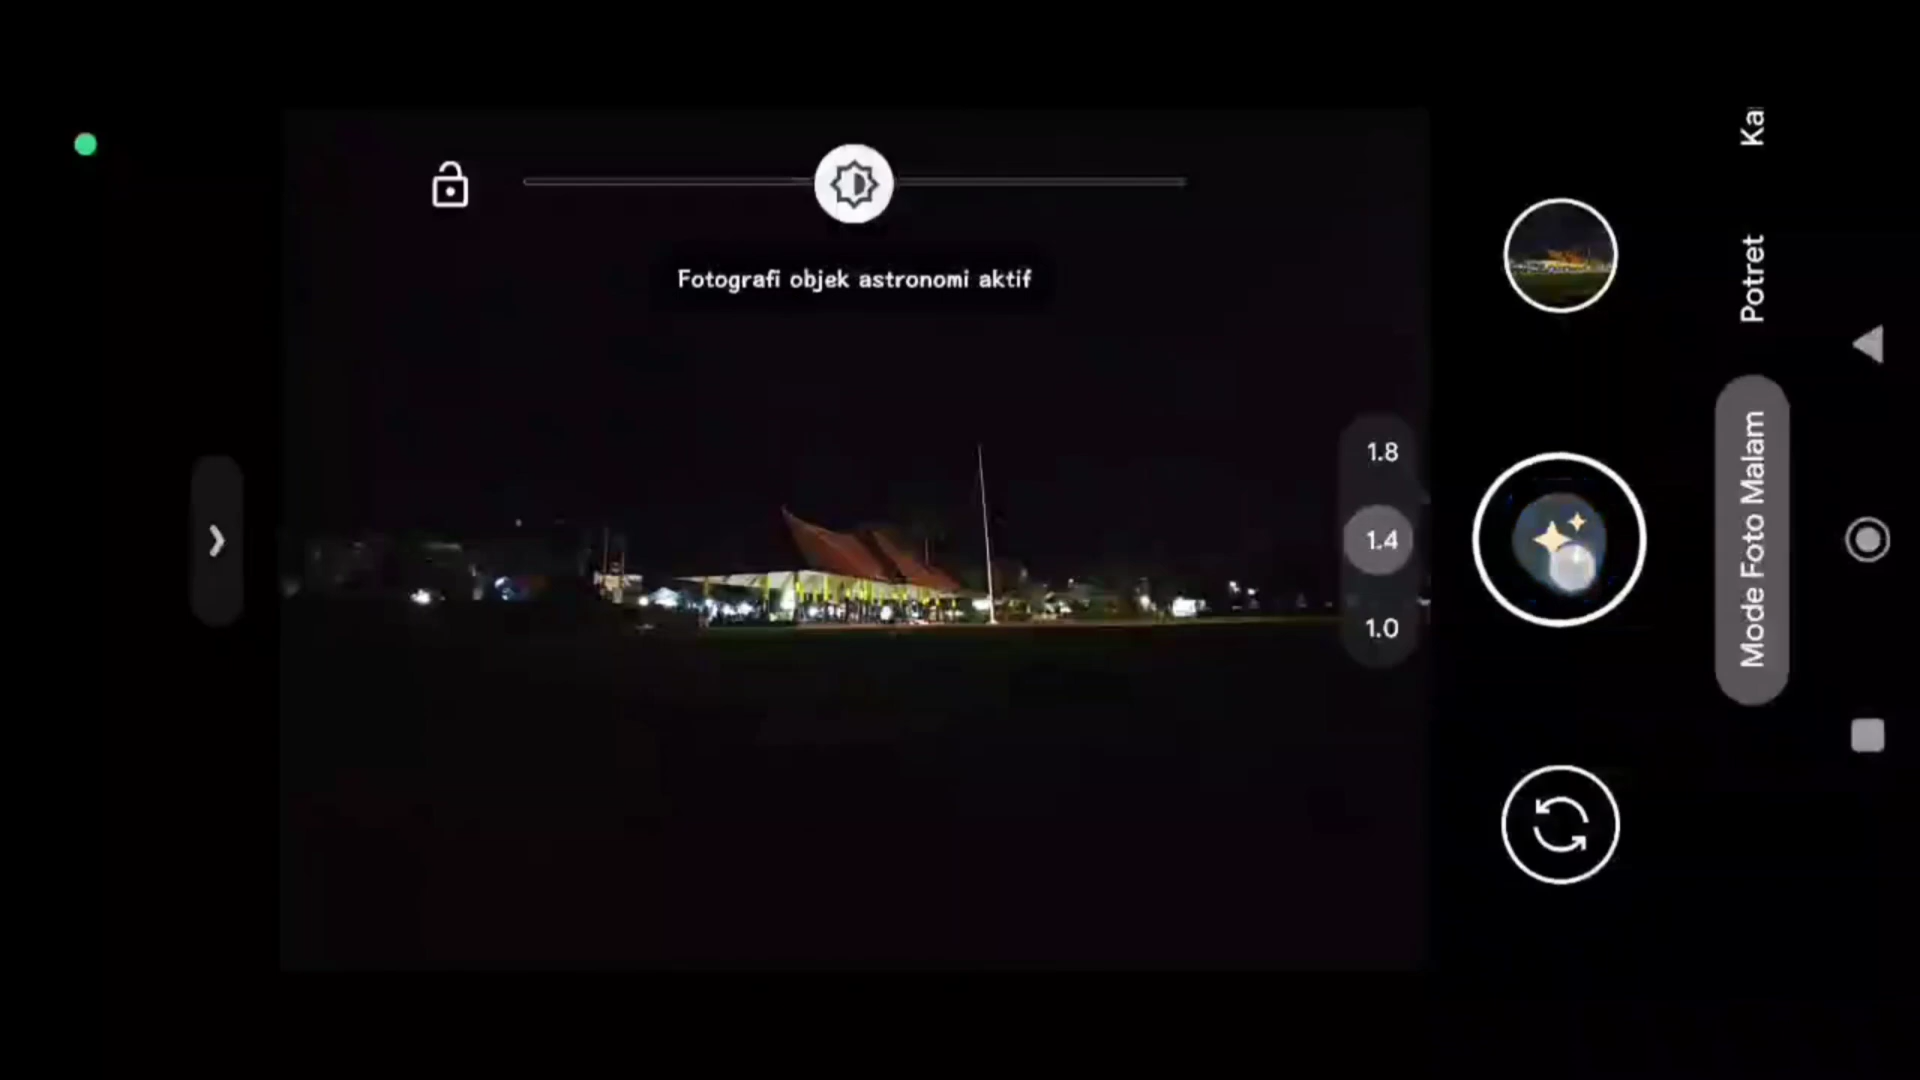 Fotografi objek astronomi aktif
1.8
1.4
1.0
Ka
Potret
Mode Foto Malam